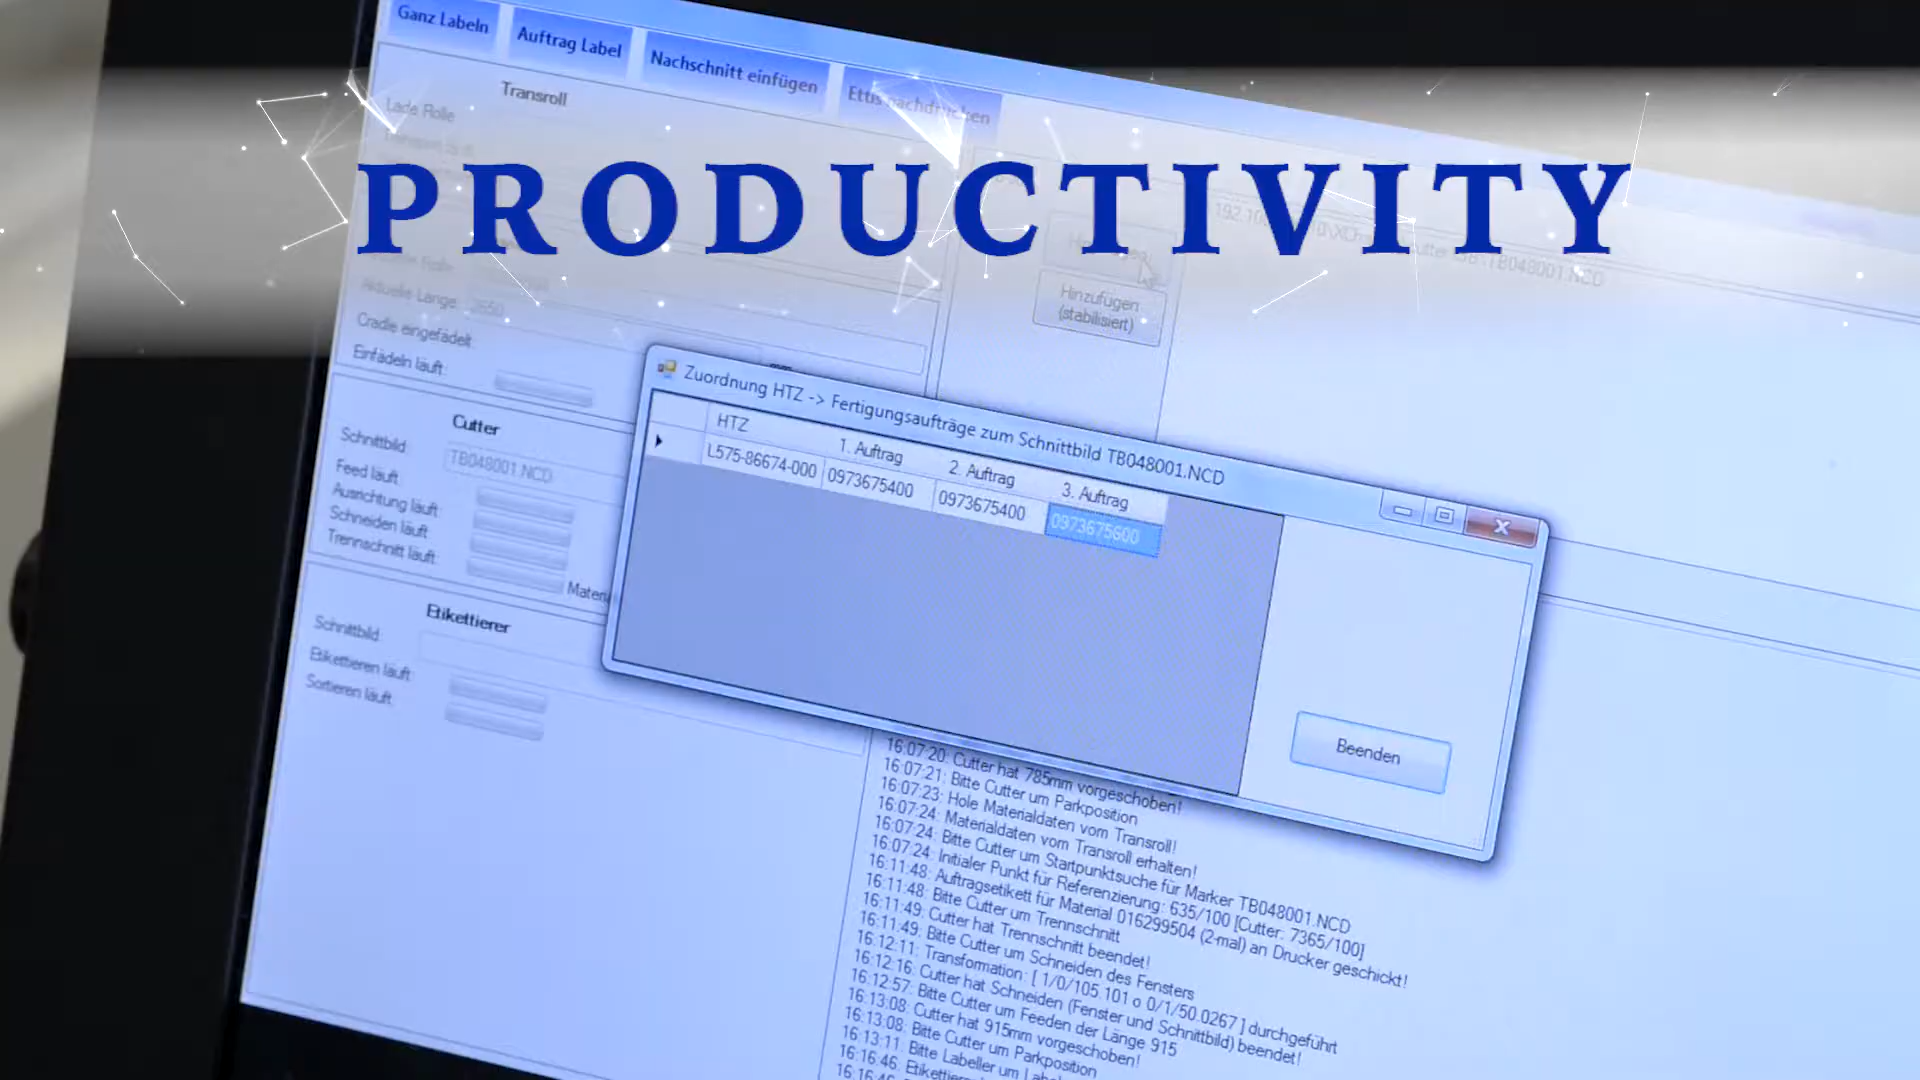 Ganz Labeln
Auftrag Label
Nachschnitt einfügen
Ettis nachdrucken
Transroll
Lade Rolle
PRODUCTIVITY
Aktuelle Länge:
Cradle eingefädelt
Einfädeln läuft:
Hinzufügen
(stabilisiert)
TB048001.NCD
Zuordnung HTZ -> Fertigungsaufträge zum Schnittbild TB048001.NCD
HTZ
1. Auftrag
2. Auftrag
3. Auftrag
L575-86674-000
0973675400
0973675400
0973675600
Beenden
Cutter
Schnittbild:
TB048001.NCD
Feed läuft:
Ausrichtung läuft:
Schneiden läuft:
Trennschnitt läuft:
Etikettierer
Schnittbild:
Etikettieren läuft:
Sortieren läuft:
16:07:20: Cutter hat 785mm vorgeschoben!
16:07:21: Bitte Cutter um Parkposition
16:07:23: Hole Materialdaten vom Transroll!
16:07:24: Materialdaten vom Transroll erhalten!
16:07:24: Bitte Cutter um Startpunktsuche für Marker TB048001.NCD
16:07:24: Initialer Punkt für Referenzierung: 635/100 [Cutter: 7365/100]
16:11:48: Auftragsetikett für Material 016299504 (2-mal) an Drucker geschickt!
16:11:48: Bitte Cutter um Trennschnitt
16:11:49: Cutter hat Trennschnitt beendet!
16:11:49: Bitte Cutter um Schneiden des Fensters
16:12:11: Transformation: [ 1/0/105.101 o 0/1/50.0267 ] durchgeführt
16:12:16: Cutter hat Schneiden (Fenster und Schnittbild) beendet!
16:12:57: Bitte Cutter um Feeden der Länge 915
16:13:08: Cutter hat 915mm vorgeschoben!
16:13:08: Bitte Cutter um Parkposition
16:13:11: Bitte Labeller um
16:16:46: